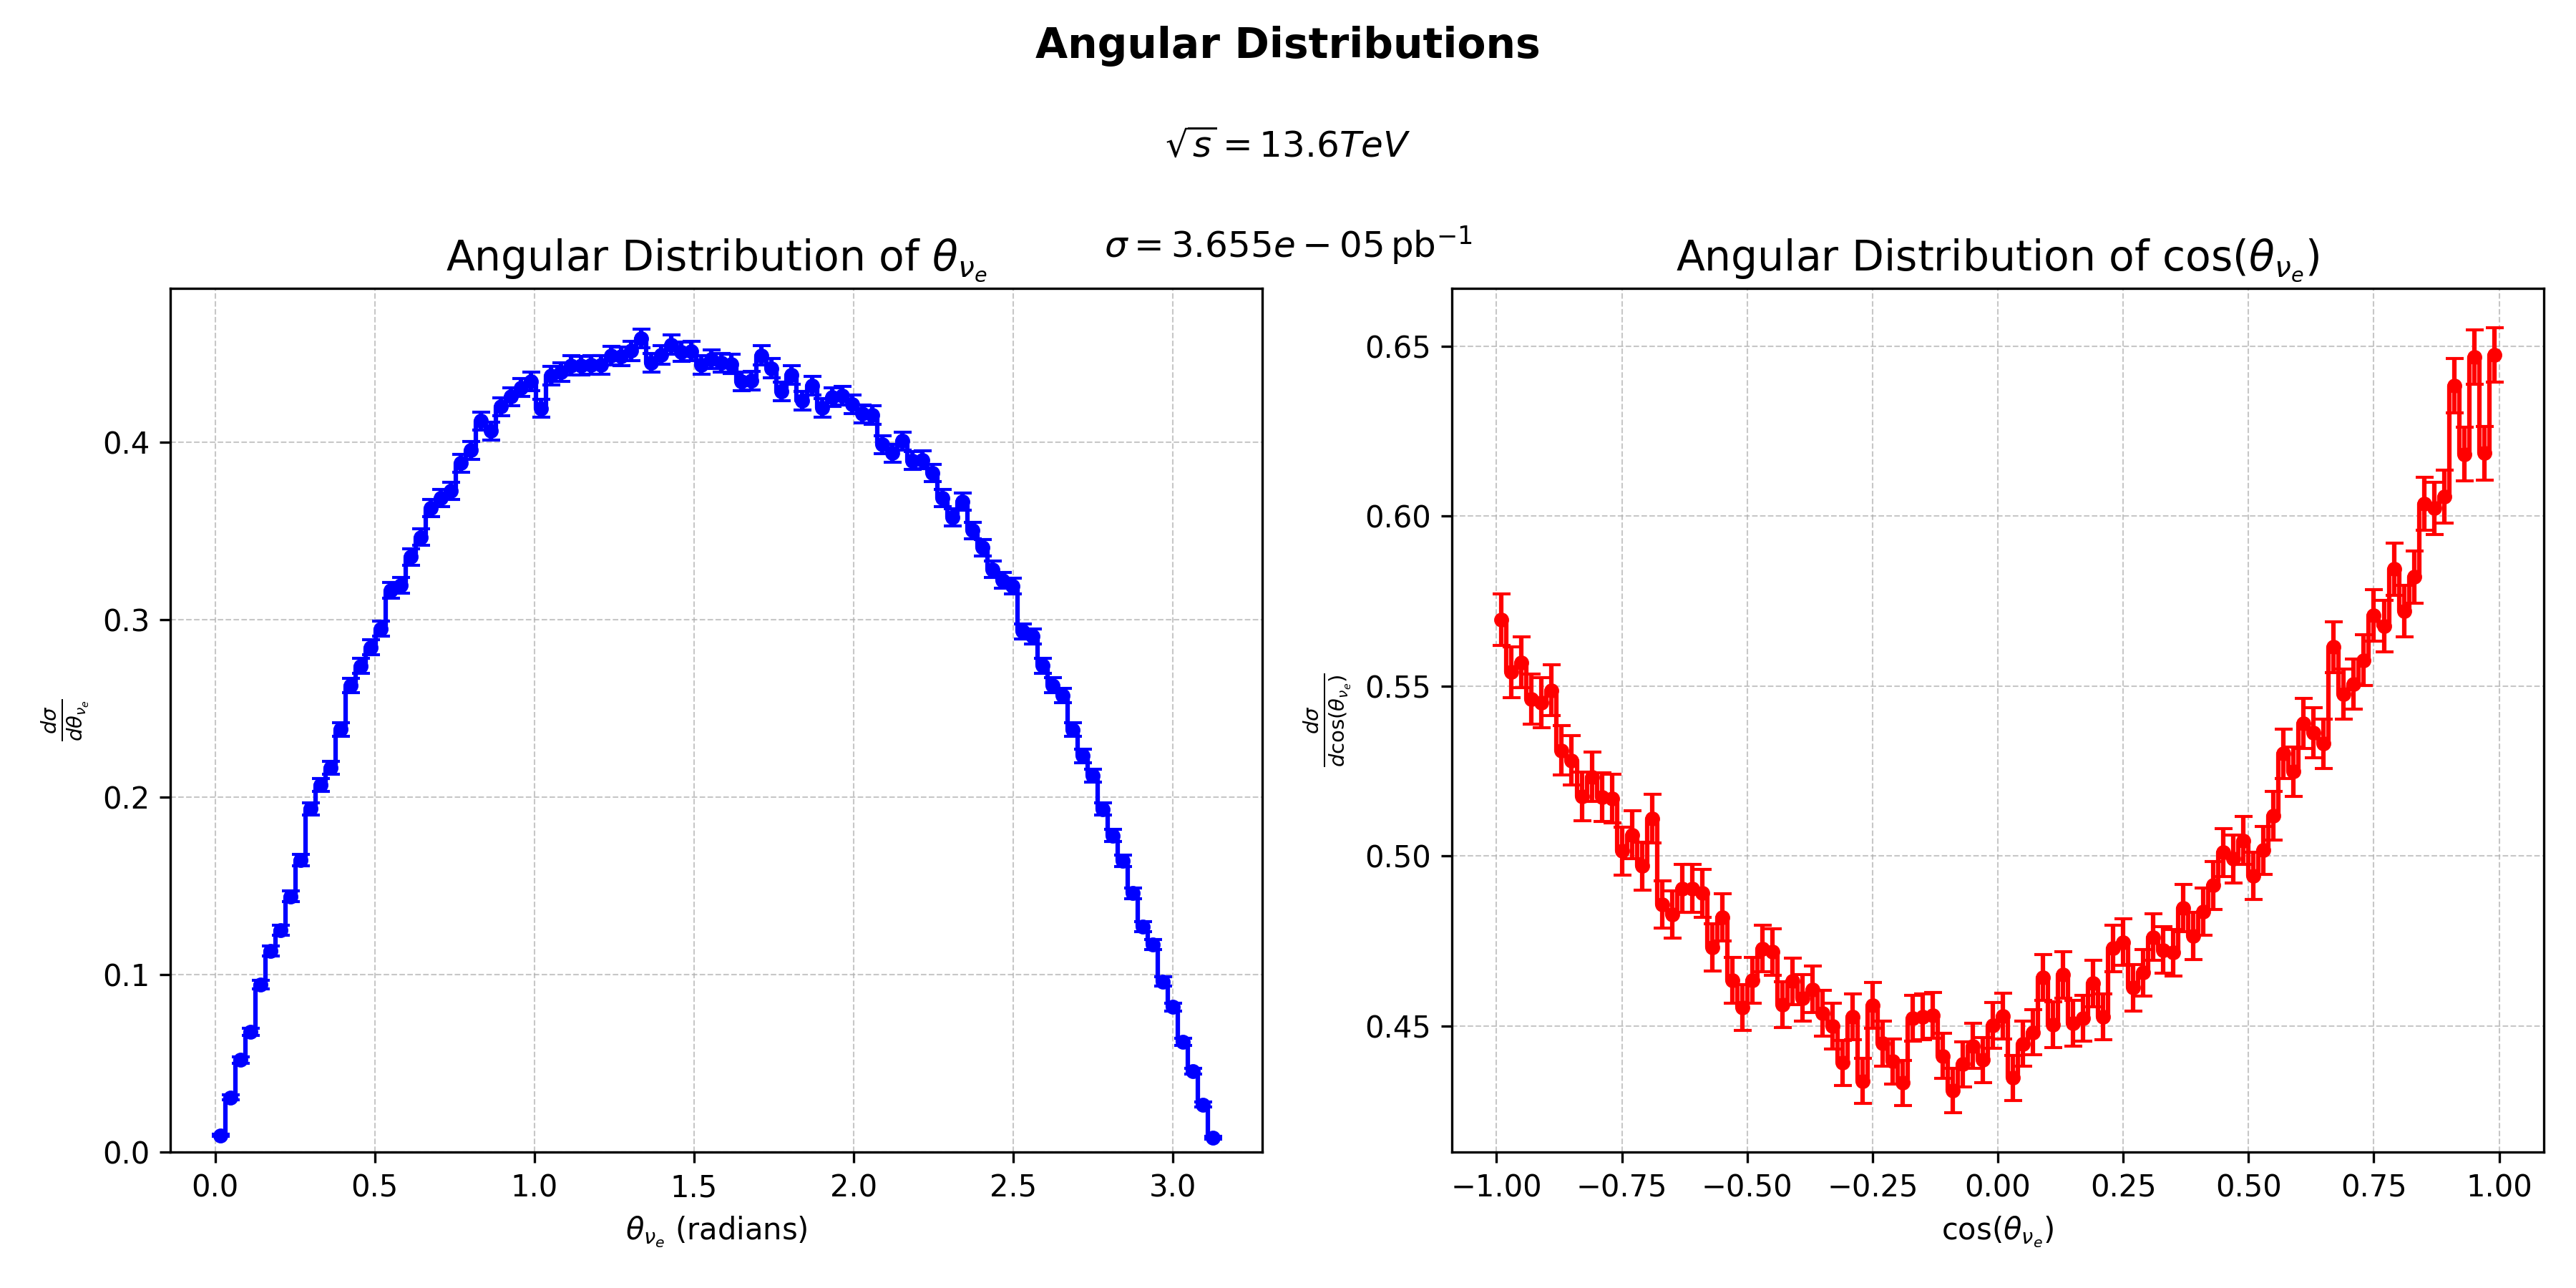 Angular Distributions
√s = 13.6TeV
σ = 3.655e − 05 pb⁻¹
Angular Distribution of θ_{ν_e}
dσ/dθ_{ν_e}
0.4
0.3
0.2
0.1
0.0
0.0 0.5 1.0 1.5 2.0 2.5 3.0
θ_{ν_e} (radians)
Angular Distribution of cos(θ_{ν_e})
dσ/dcos(θ_{ν_e})
0.65
0.60
0.55
0.50
0.45
−1.00 −0.75 −0.50 −0.25 0.00 0.25 0.50 0.75 1.00
cos(θ_{ν_e})